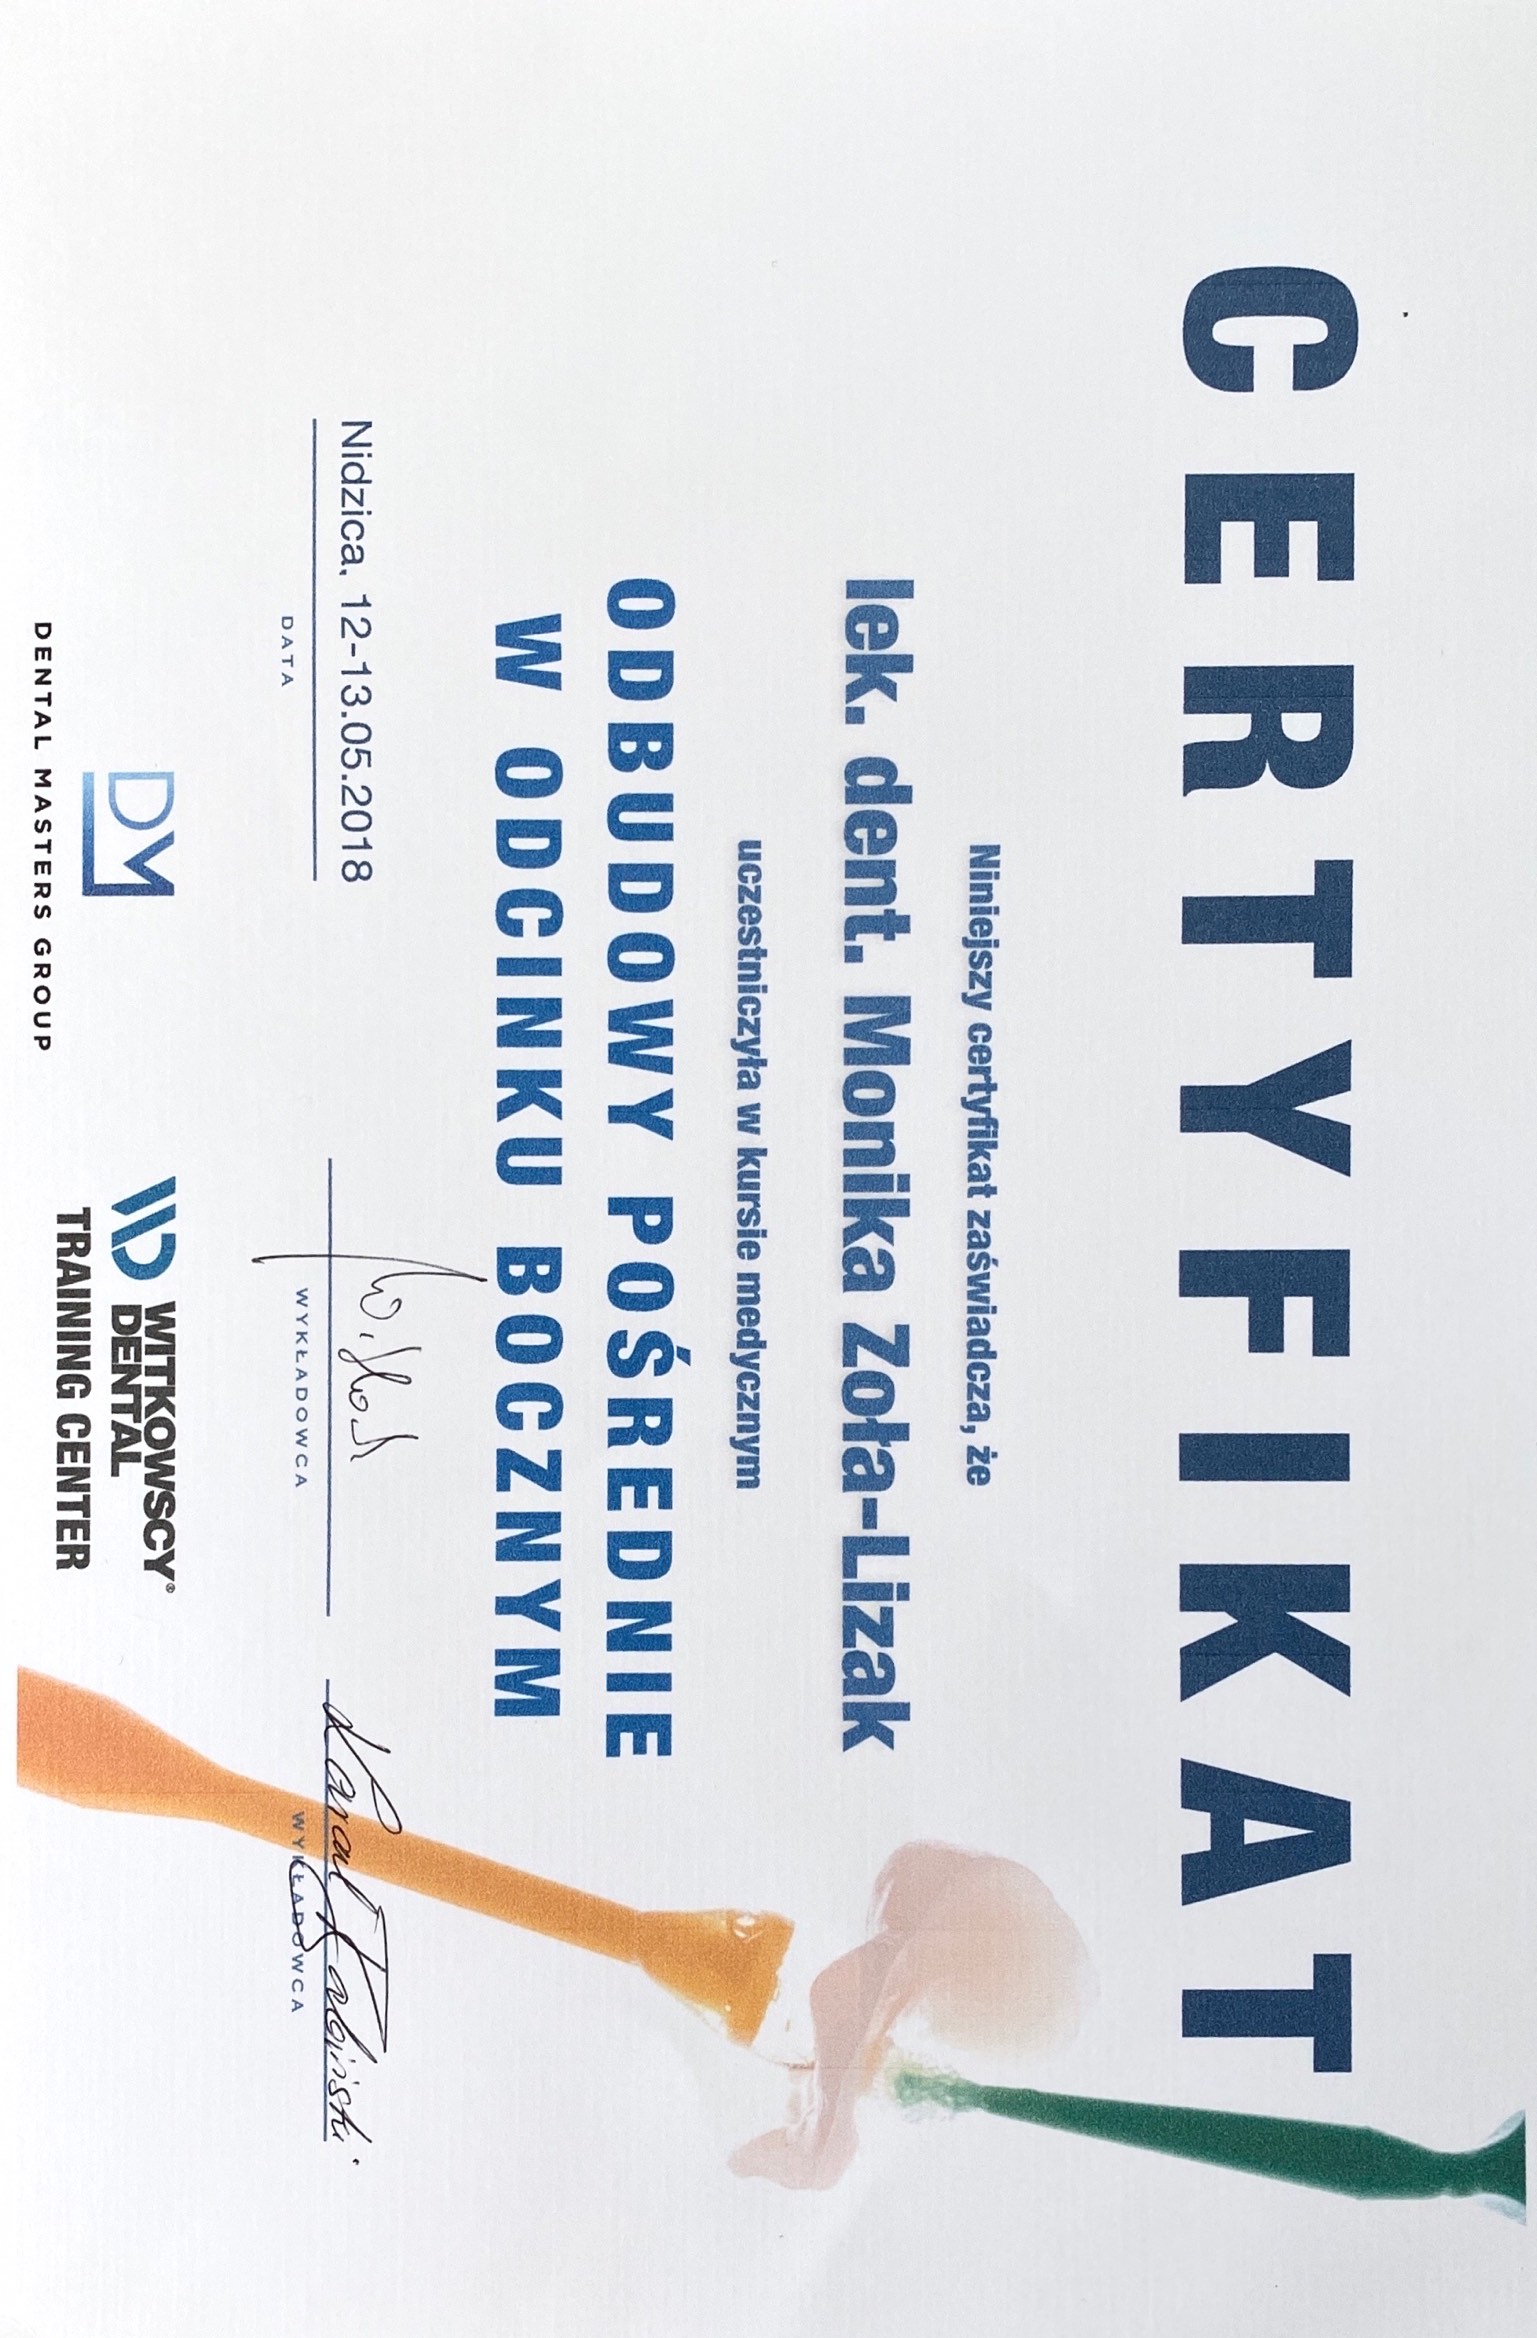 CERTYFIKAT
Niniejszy certyfikat zaświadcza, że
lek. dent. Monika Zoła-Lizak
uczestniczyła w kursie medycznym
ODBUDOWY POŚREDNIE
W ODCINKU BOCZNYM
Nidzica, 12-13.05.2018
DATA
WYKŁADOWCA
WYKŁADOWCA
DM
DENTAL MASTERS GROUP
WD
WITKOWSCY®
DENTAL
TRAINING CENTER